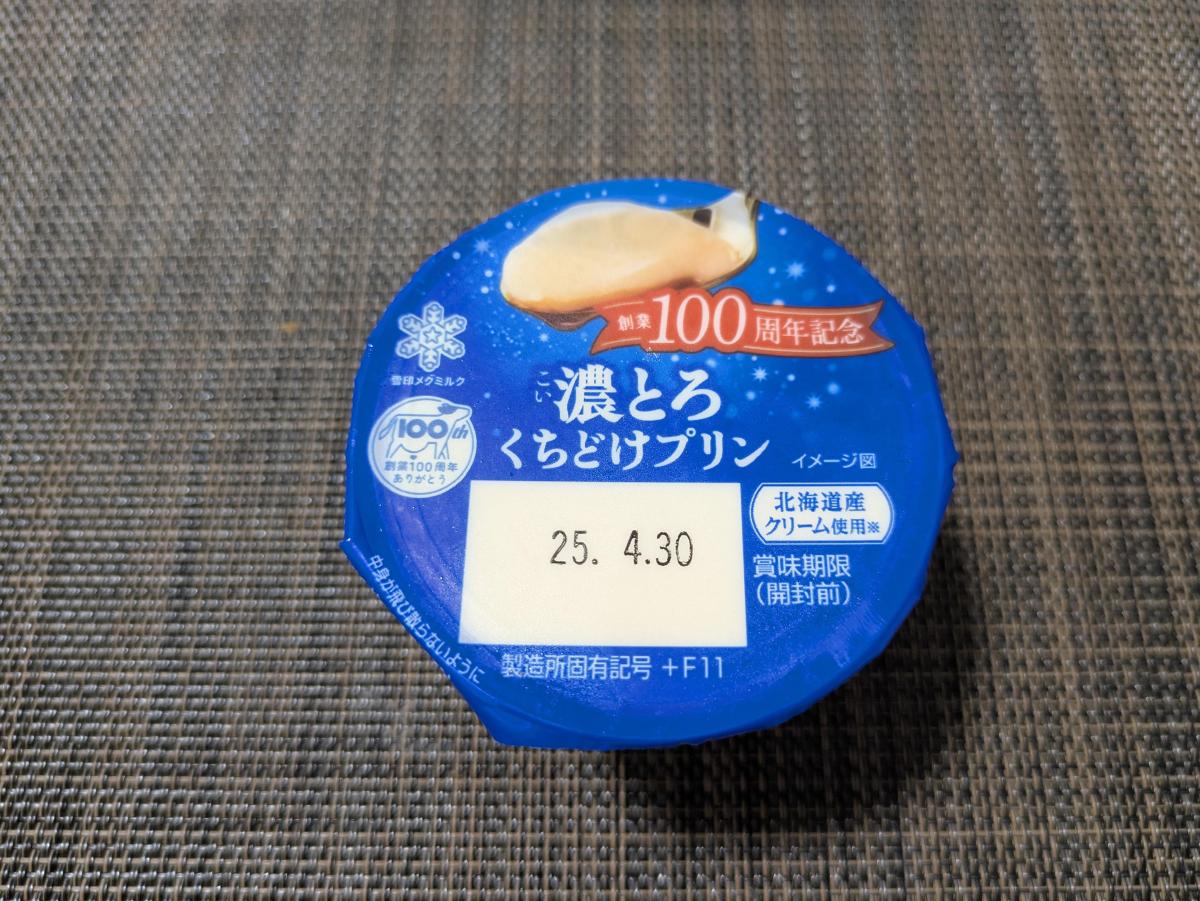 創業100周年記念
雪印メグミルク
こい
濃とろ
くちどけプリン
イメージ図
100th
創業100周年
ありがとう
北海道産
クリーム使用※
25. 4.30
賞味期限
(開封前)
製造所固有記号 +F11
中身が飛び散らないように